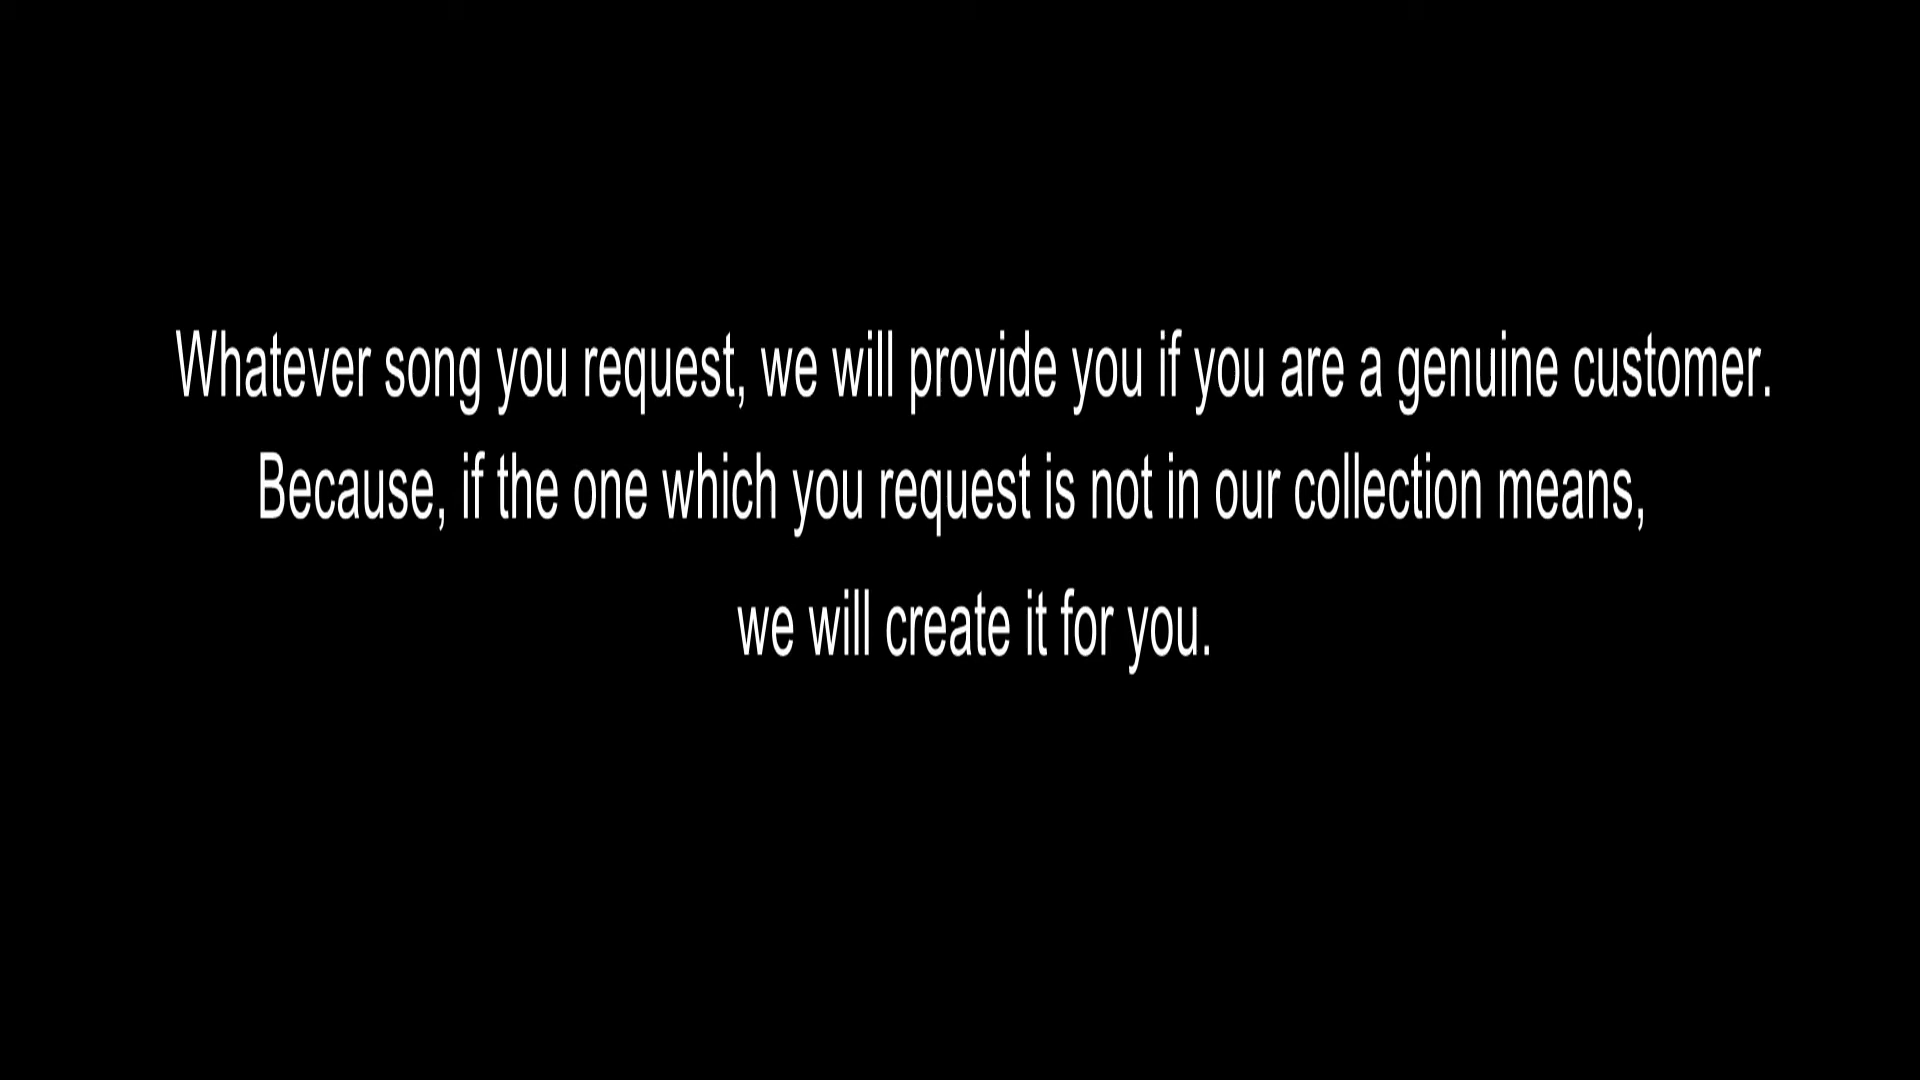 Whatever song you request, we will provide you if you are a genuine customer.
Because, if the one which you request is not in our collection means,
we will create it for you.